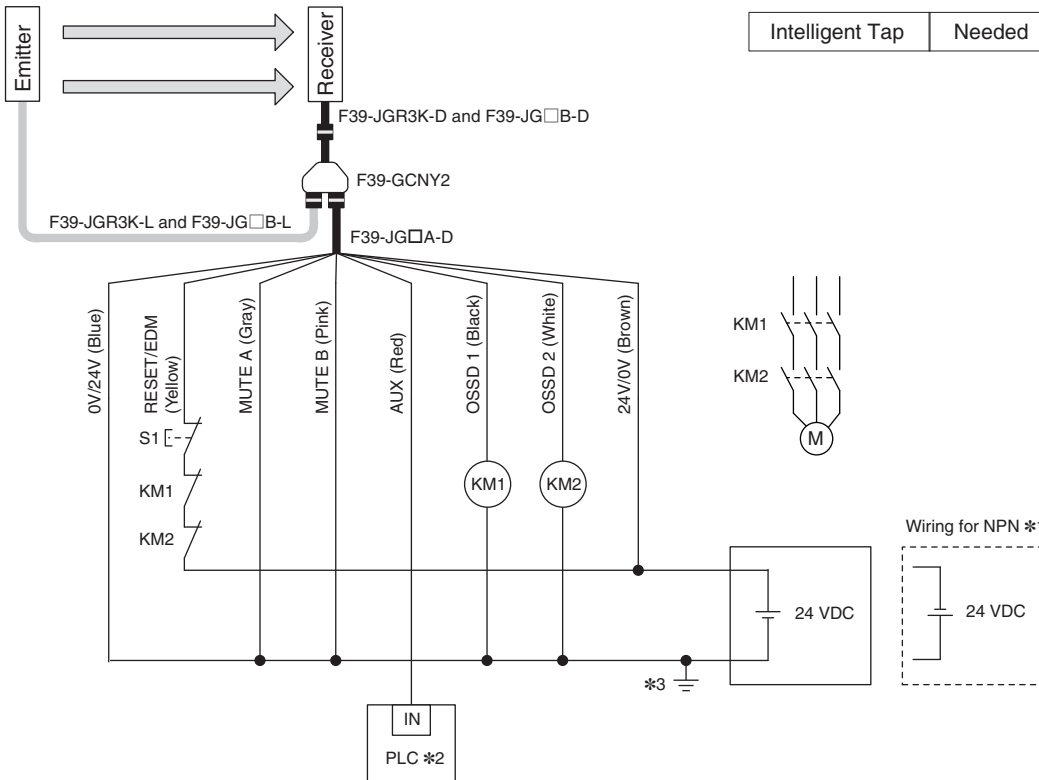 Emitter
Receiver
Intelligent Tap
Needed
F39-JGR3K-D and F39-JG□B-D
F39-GCNY2
F39-JGR3K-L and F39-JG□B-L
F39-JG□A-D
0V/24V (Blue)
RESET/EDM
(Yellow)
MUTE A (Gray)
MUTE B (Pink)
AUX (Red)
OSSD 1 (Black)
OSSD 2 (White)
24V/0V (Brown)
KM1
KM2
M
S1
KM1
KM2
KM1
KM2
Wiring for NPN ✻1
24 VDC
24 VDC
✻3
IN
PLC ✻2